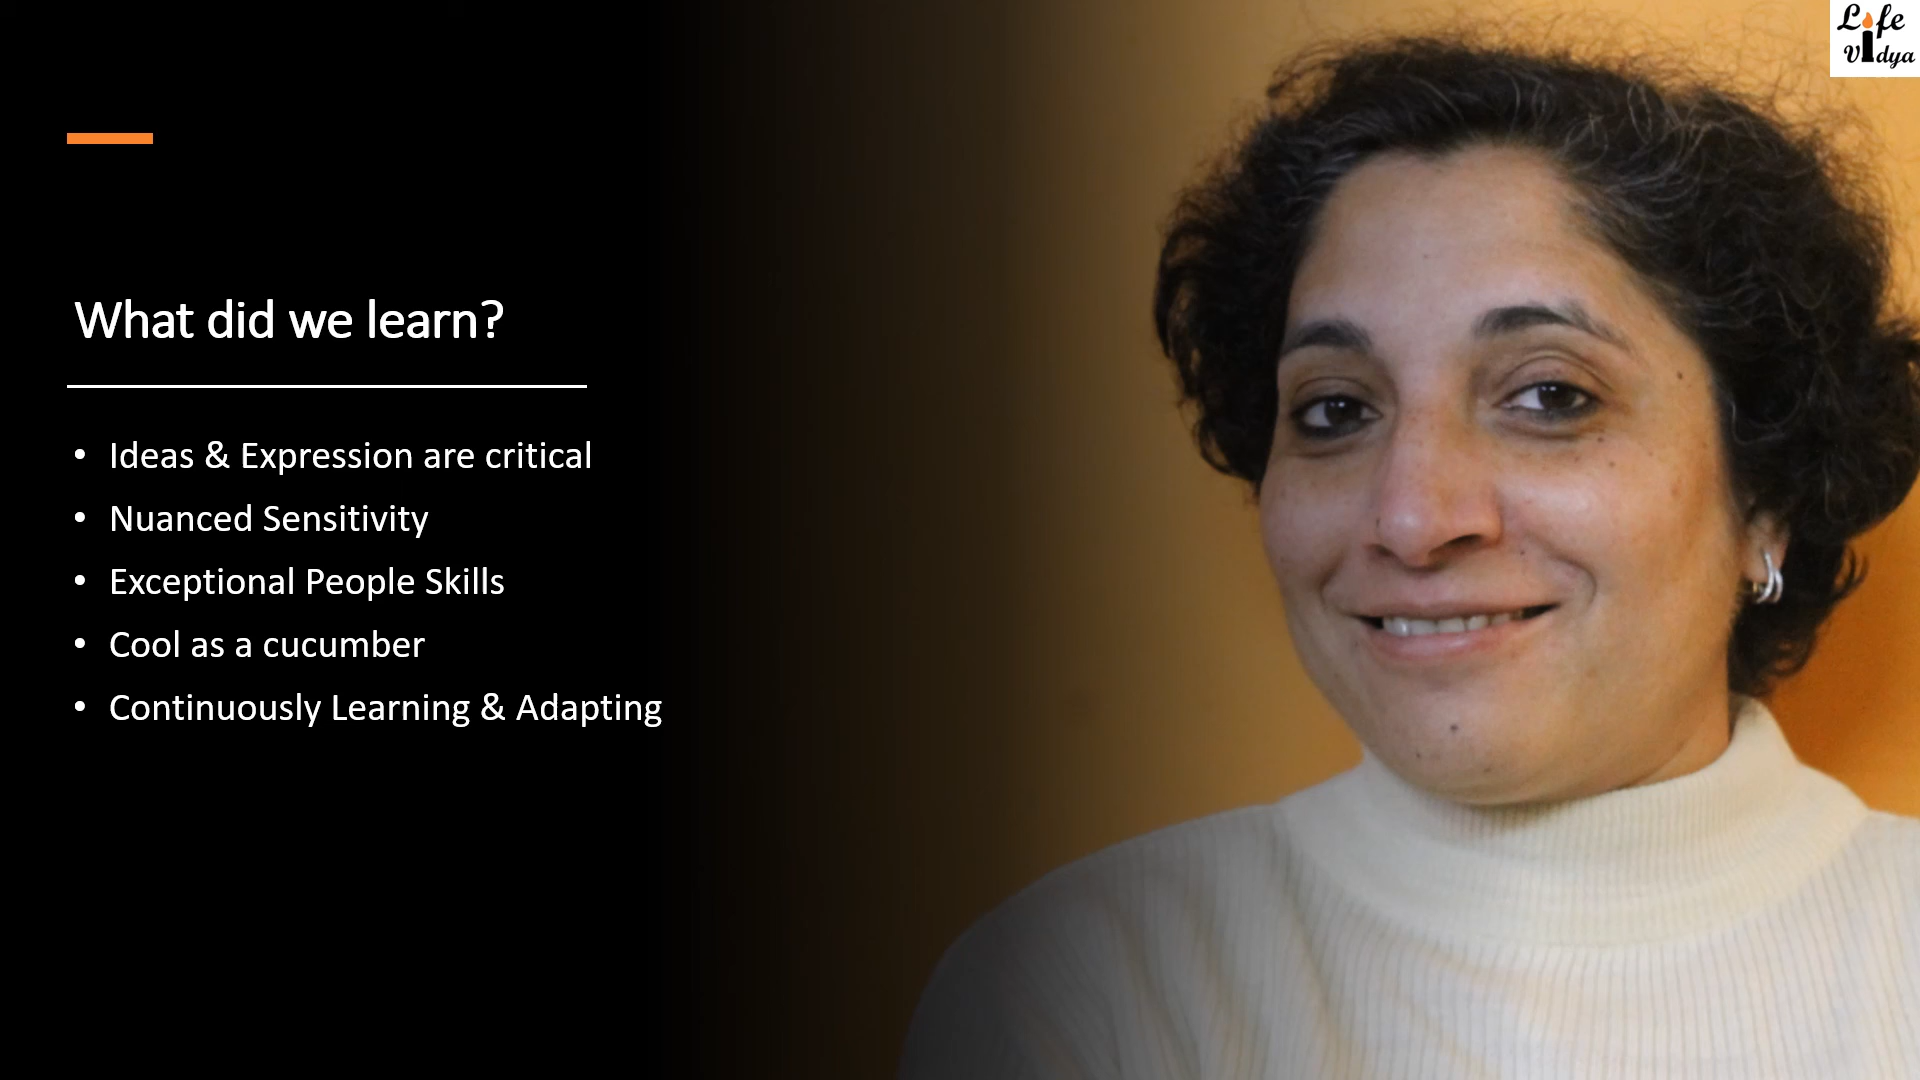 Life
Vidya
What did we learn?
• Ideas & Expression are critical
• Nuanced Sensitivity
• Exceptional People Skills
• Cool as a cucumber
• Continuously Learning & Adapting